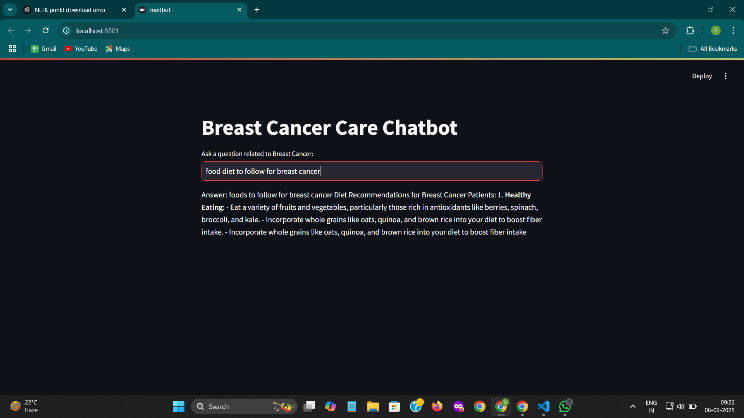 NLTK punkt download error
medbot
localhost:8501
Gmail
YouTube
Maps
All Bookmarks
Deploy
Breast Cancer Care Chatbot
Ask a question related to Breast Cancer:
food diet to follow for breast cancer
Answer: foods to follow for breast cancer Diet Recommendations for Breast Cancer Patients: 1. Healthy
Eating: - Eat a variety of fruits and vegetables, particularly those rich in antioxidants like berries, spinach,
broccoli, and kale. - Incorporate whole grains like oats, quinoa, and brown rice into your diet to boost fiber
intake. - Incorporate whole grains like oats, quinoa, and brown rice into your diet to boost fiber intake
22°C
Haze
Search
ENG
IN
09:22
06-02-2025